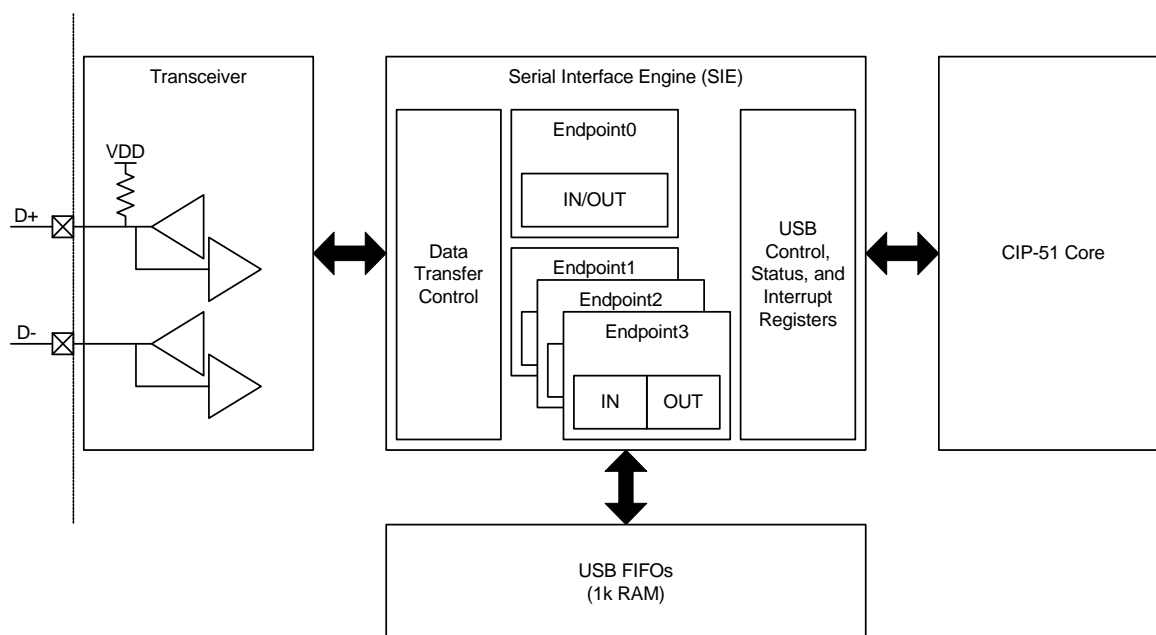 Transceiver
VDD
D+
D-
Serial Interface Engine (SIE)
Data
Transfer
Control
Endpoint0
IN/OUT
Endpoint1
Endpoint2
Endpoint3
IN
OUT
USB
Control,
Status, and
Interrupt
Registers
CIP-51 Core
USB FIFOs
(1k RAM)